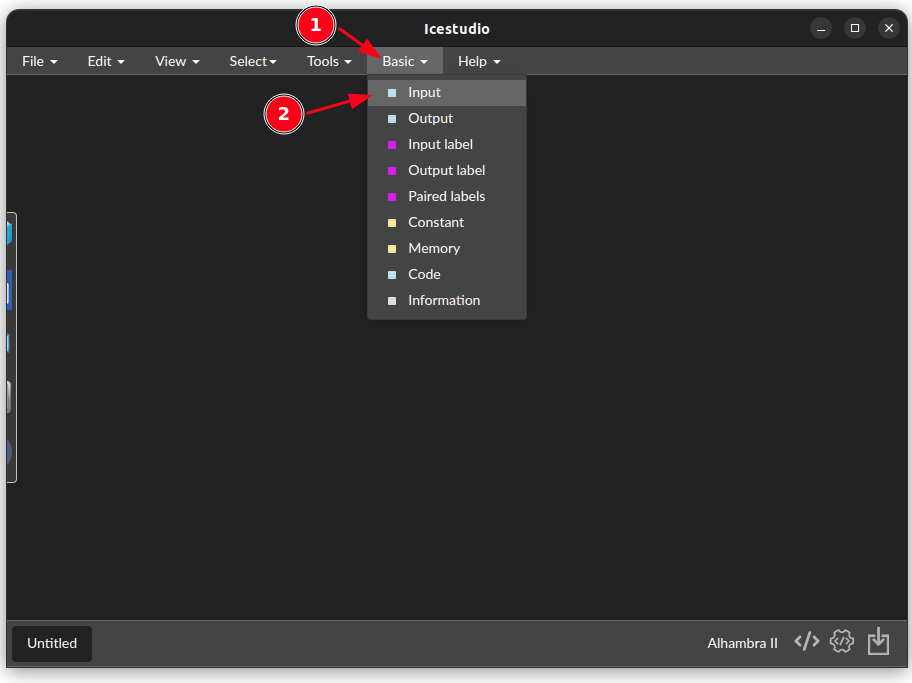 1
Icestudio
File Edit View Select Tools Basic Help
2
Input
Output
Input label
Output label
Paired labels
Constant
Memory
Code
Information
Untitled
Alhambra II